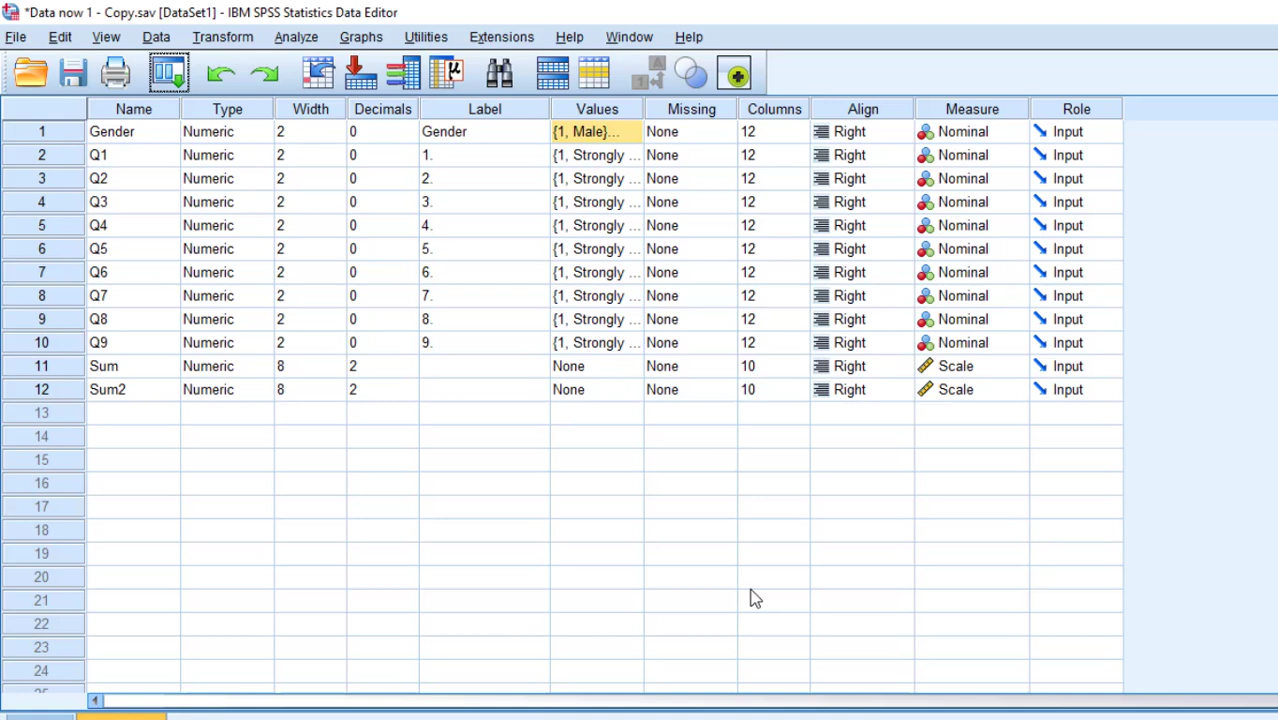 *Data now 1 - Copy.sav [DataSet1] - IBM SPSS Statistics Data Editor
File Edit View Data Transform Analyze Graphs Utilities Extensions Help Window Help
Name Type Width Decimals Label Values Missing Columns Align Measure Role
1 Gender Numeric 2 0 Gender {1, Male}... None 12 Right Nominal Input
2 Q1 Numeric 2 0 1. {1, Strongly ... None 12 Right Nominal Input
3 Q2 Numeric 2 0 2. {1, Strongly ... None 12 Right Nominal Input
4 Q3 Numeric 2 0 3. {1, Strongly ... None 12 Right Nominal Input
5 Q4 Numeric 2 0 4. {1, Strongly ... None 12 Right Nominal Input
6 Q5 Numeric 2 0 5. {1, Strongly ... None 12 Right Nominal Input
7 Q6 Numeric 2 0 6. {1, Strongly ... None 12 Right Nominal Input
8 Q7 Numeric 2 0 7. {1, Strongly ... None 12 Right Nominal Input
9 Q8 Numeric 2 0 8. {1, Strongly ... None 12 Right Nominal Input
10 Q9 Numeric 2 0 9. {1, Strongly ... None 12 Right Nominal Input
11 Sum Numeric 8 2 None None 10 Right Scale Input
12 Sum2 Numeric 8 2 None None 10 Right Scale Input
13
14
15
16
17
18
19
20
21
22
23
24